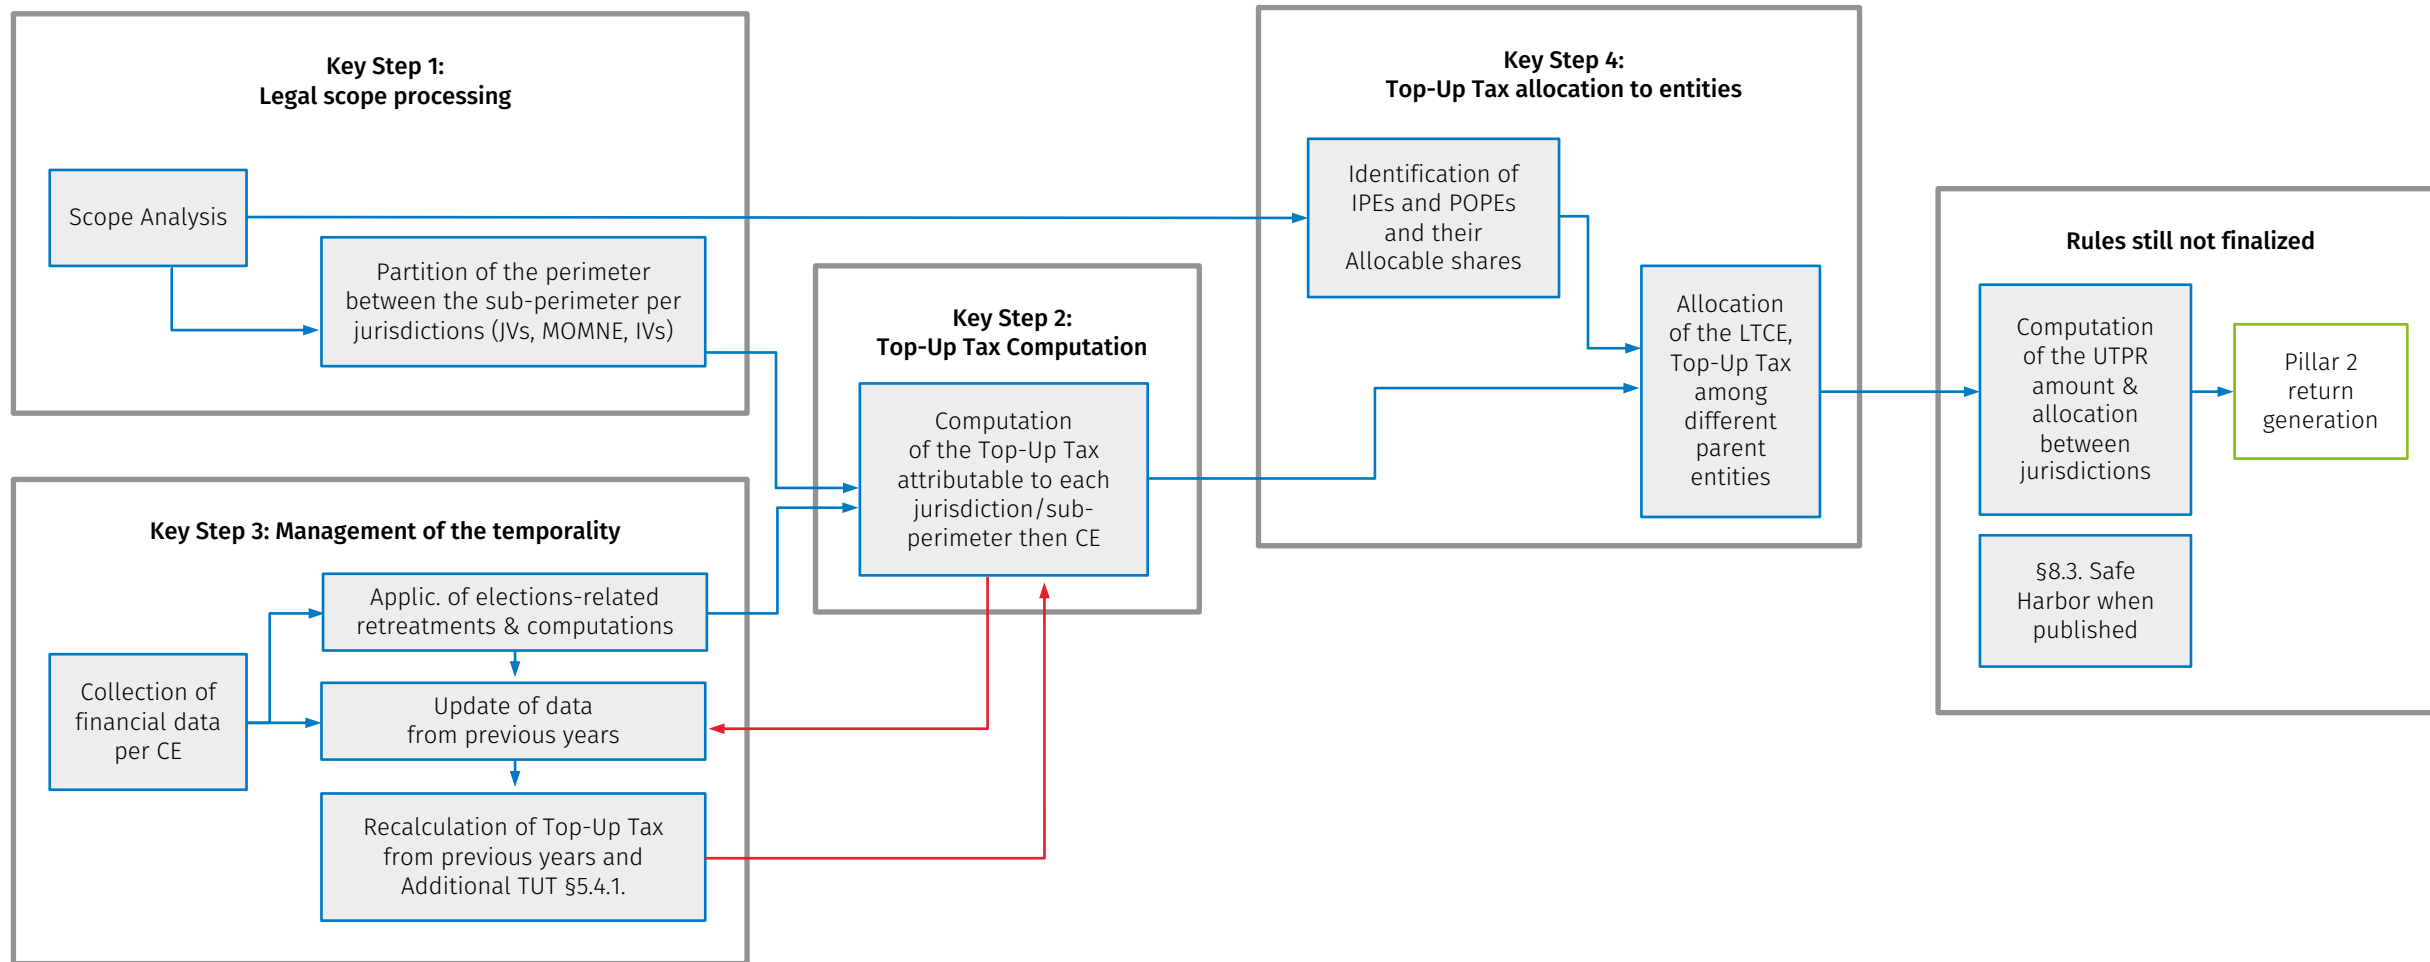 Key Step 1:
Legal scope processing
Scope Analysis
Partition of the perimeter
between the sub-perimeter per
jurisdictions (JVs, MOMNE, IVs)
Key Step 3: Management of the temporality
Applic. of elections-related
retreatments & computations
Collection of
financial data
per CE
Update of data
from previous years
Recalculation of Top-Up Tax
from previous years and
Additional TUT §5.4.1.
Key Step 2:
Top-Up Tax Computation
Computation
of the Top-Up Tax
attributable to each
jurisdiction/sub-
perimeter then CE
Key Step 4:
Top-Up Tax allocation to entities
Identification of
IPEs and POPEs
and their
Allocable shares
Allocation
of the LTCE,
Top-Up Tax
among
different
parent
entities
Rules still not finalized
Computation
of the UTPR
amount &
allocation
between
jurisdictions
Pillar 2
return
generation
§8.3. Safe
Harbor when
published